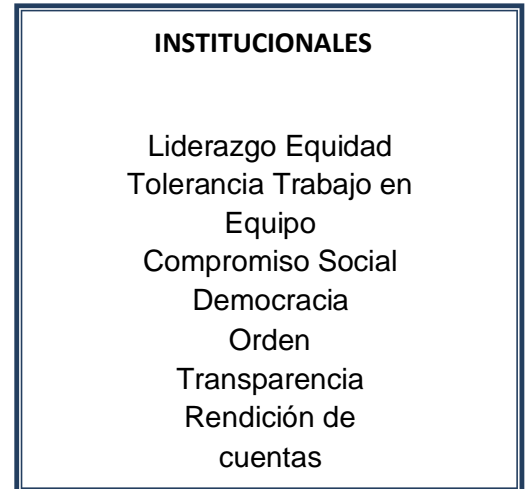 INSTITUCIONALES
Liderazgo Equidad
Tolerancia Trabajo en
Equipo
Compromiso Social
Democracia
Orden
Transparencia
Rendición de
cuentas